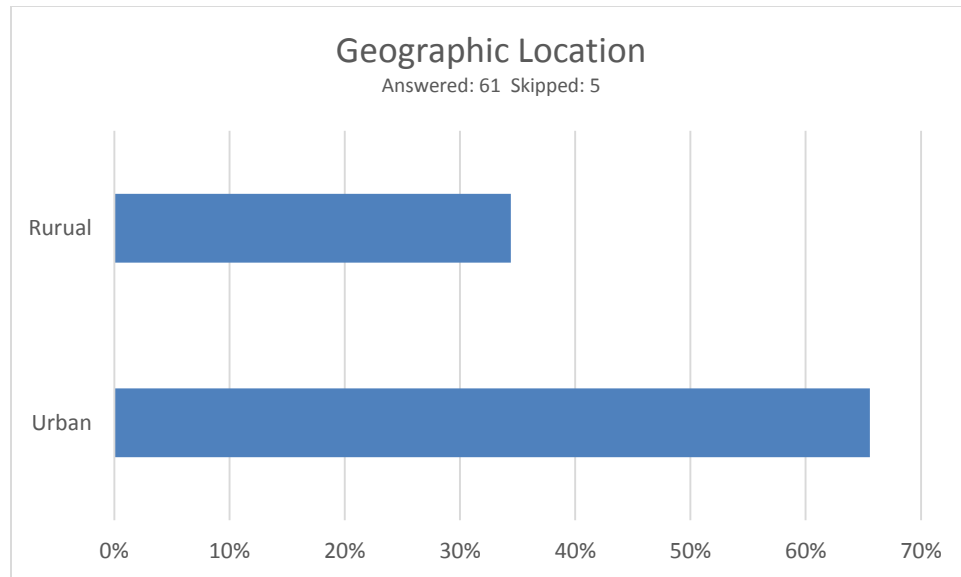 Geographic Location
Answered: 61 Skipped: 5
Rurual
Urban
0% 10% 20% 30% 40% 50% 60% 70%